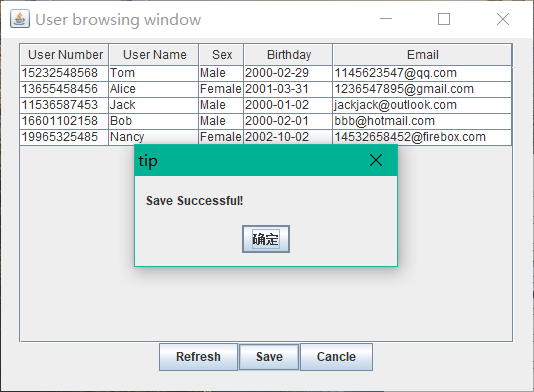 User browsing window
User Number User Name Sex Birthday Email
15232548568 Tom Male 2000-02-29 1145623547@qq.com
13655458456 Alice Female 2001-03-31 1236547895@gmail.com
11536587453 Jack Male 2000-01-02 jackjack@outlook.com
16601102158 Bob Male 2000-02-01 bbb@hotmail.com
19965325485 Nancy Female 2002-10-02 14532658452@firebox.com
tip
Save Successful!
确定
Refresh Save Cancle